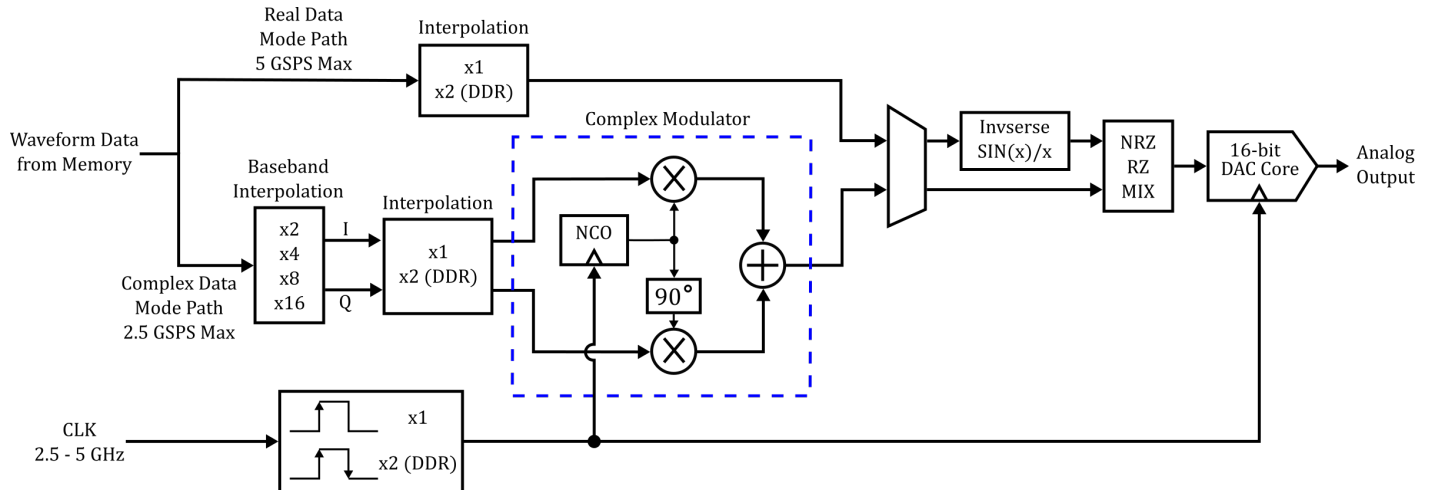 Real Data
Mode Path
5 GSPS Max
Interpolation
x1
x2 (DDR)
Complex Modulator
Waveform Data
from Memory
Baseband
Interpolation
x2
x4
x8
x16
I
Q
Complex Data
Mode Path
2.5 GSPS Max
Interpolation
x1
x2 (DDR)
NCO
90°
Invserse
SIN(x)/x
NRZ
RZ
MIX
16-bit
DAC Core
Analog
Output
CLK
2.5 - 5 GHz
x1
x2 (DDR)